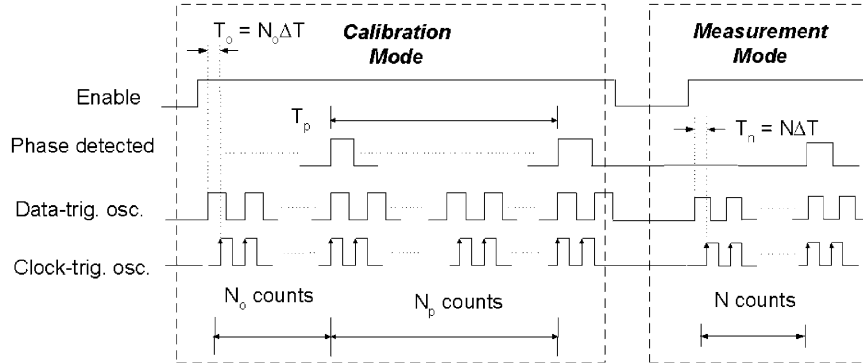 T₀ = N₀ΔT
Calibration
Mode
Measurement
Mode
Enable
Tₚ
Phase detected
Tₙ = NΔT
Data-trig. osc.
Clock-trig. osc.
N₀ counts
Nₚ counts
N counts